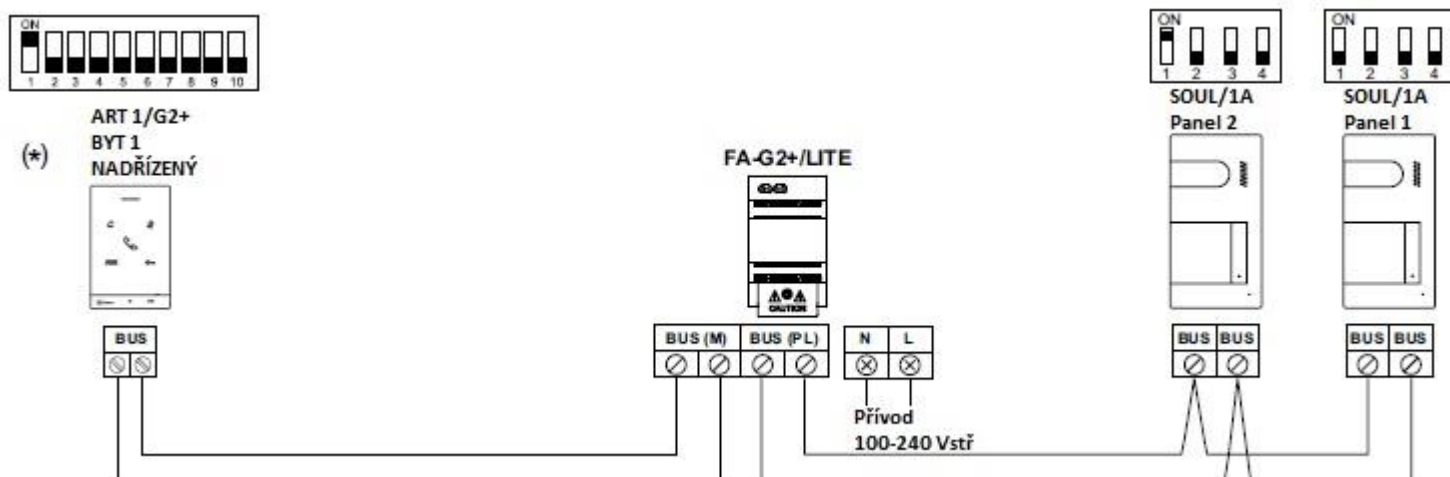 ON
1 2 3 4 5 6 7 8 9 10
ART 1/G2+
BYT 1
NADŘÍZENÝ
(*)
BUS
FA-G2+/LITE
CAUTION
BUS (M) BUS (PL) N L
Přívod
100-240 Vstř
ON
1 2 3 4
SOUL/1A
Panel 2
BUS BUS
ON
1 2 3 4
SOUL/1A
Panel 1
BUS BUS